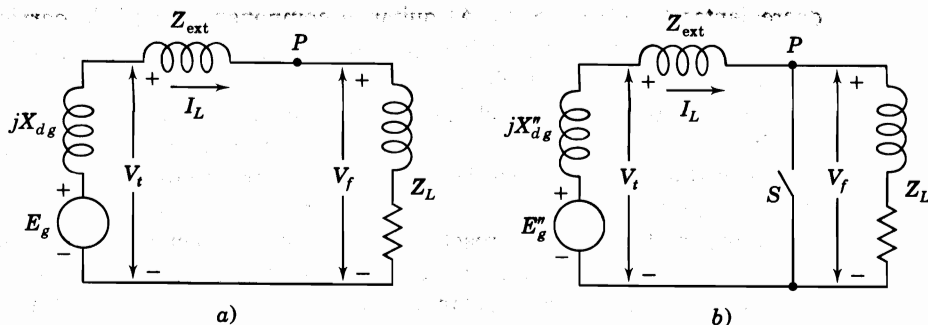 Z_ext
P
+
+
I_L
jX_dg
V_t
V_f
+
Z_L
E_g
−
−
−
a)
Z_ext
P
+
+
I_L
jX″_dg
V_t
V_f
+
S
Z_L
E″_g
−
−
−
b)